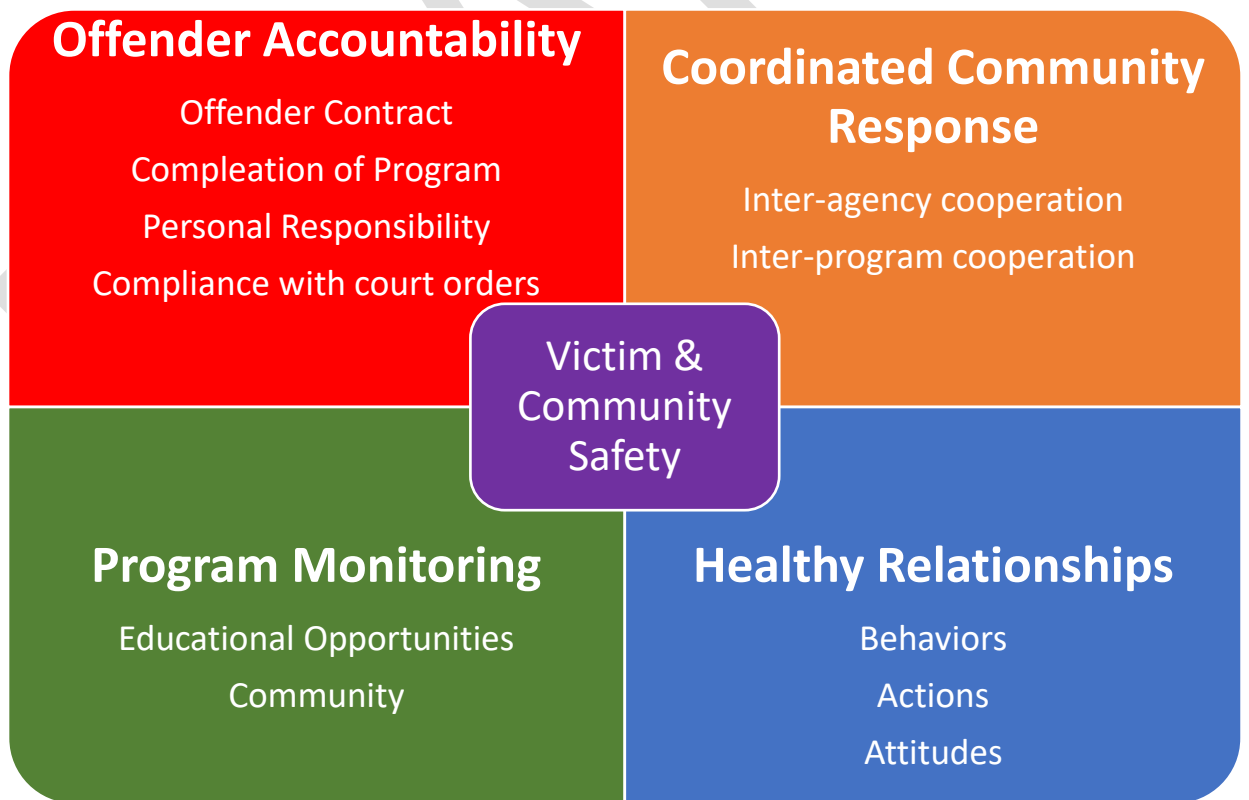 Offender Accountability
Offender Contract
Compleation of Program
Personal Responsibility
Compliance with court orders
Coordinated Community
Response
Inter-agency cooperation
Inter-program cooperation
Victim &
Community
Safety
Program Monitoring
Educational Opportunities
Community
Healthy Relationships
Behaviors
Actions
Attitudes